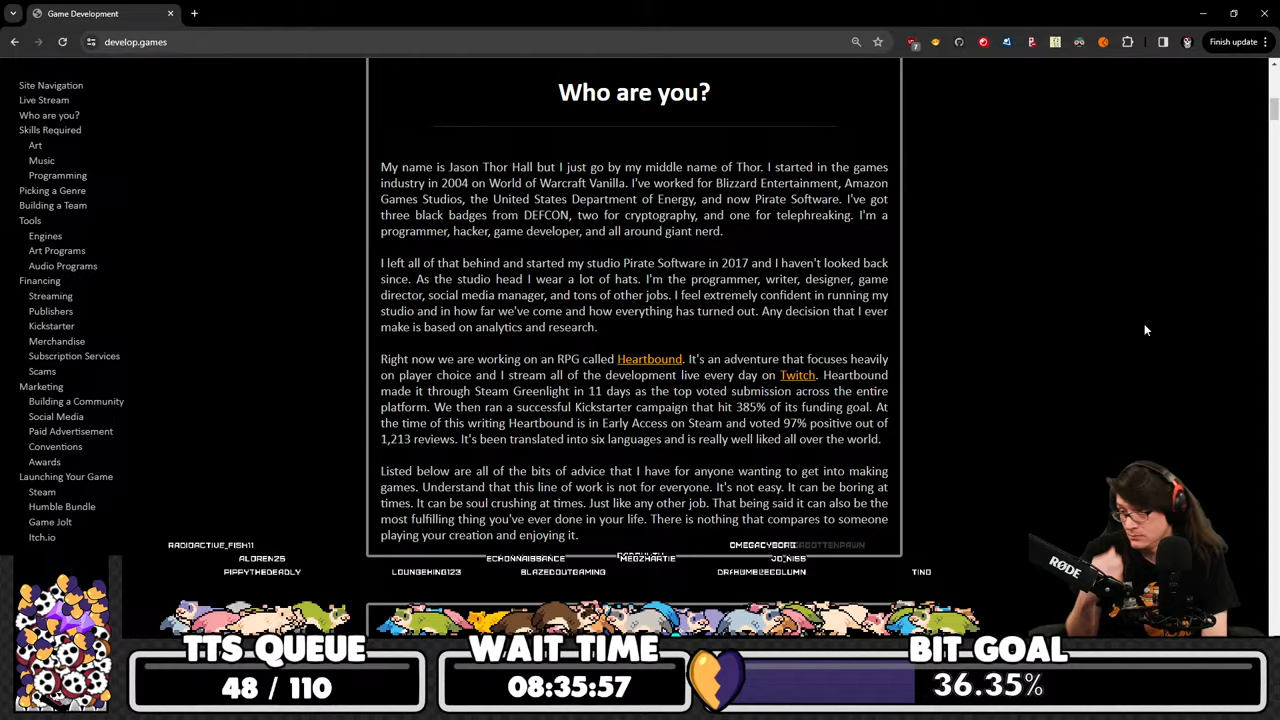 Game Development
develop.games
7
Finish update
Site Navigation
Live Stream
Who are you?
Skills Required
Art
Music
Programming
Picking a Genre
Building a Team
Tools
Engines
Art Programs
Audio Programs
Financing
Streaming
Publishers
Kickstarter
Merchandise
Subscription Services
Scams
Marketing
Building a Community
Social Media
Paid Advertisement
Conventions
Awards
Launching Your Game
Steam
Humble Bundle
Game Jolt
Itch.io
Who are you?
My name is Jason Thor Hall but I just go by my middle name of Thor. I started in the games
industry in 2004 on World of Warcraft Vanilla. I've worked for Blizzard Entertainment, Amazon
Games Studios, the United States Department of Energy, and now Pirate Software. I've got
three black badges from DEFCON, two for cryptography, and one for telephreaking. I'm a
programmer, hacker, game developer, and all around giant nerd.
I left all of that behind and started my studio Pirate Software in 2017 and I haven't looked back
since. As the studio head I wear a lot of hats. I'm the programmer, writer, designer, game
director, social media manager, and tons of other jobs. I feel extremely confident in running my
studio and in how far we've come and how everything has turned out. Any decision that I ever
make is based on analytics and research.
Right now we are working on an RPG called Heartbound. It's an adventure that focuses heavily
on player choice and I stream all of the development live every day on Twitch. Heartbound
made it through Steam Greenlight in 11 days as the top voted submission across the entire
platform. We then ran a successful Kickstarter campaign that hit 385% of its funding goal. At
the time of this writing Heartbound is in Early Access on Steam and voted 97% positive out of
1,213 reviews. It's been translated into six languages and is really well liked all over the world.
Listed below are all of the bits of advice that I have for anyone wanting to get into making
games. Understand that this line of work is not for everyone. It's not easy. It can be boring at
times. It can be soul crushing at times. Just like any other job. That being said it can also be the
most fulfilling thing you've ever done in your life. There is nothing that compares to someone
playing your creation and enjoying it.
RADIOACTIVE_FISH11
ALOREN25
ECHONNAISSANCE
MEGZHARTIE
PIPPYTHEDEADLY
LOUNGEKING123
BLAZEDOUTGAMING
TINO
RØDE
TTS QUEUE
48 / 110
WAIT TIME
08:35:57
BIT GOAL
36.35%